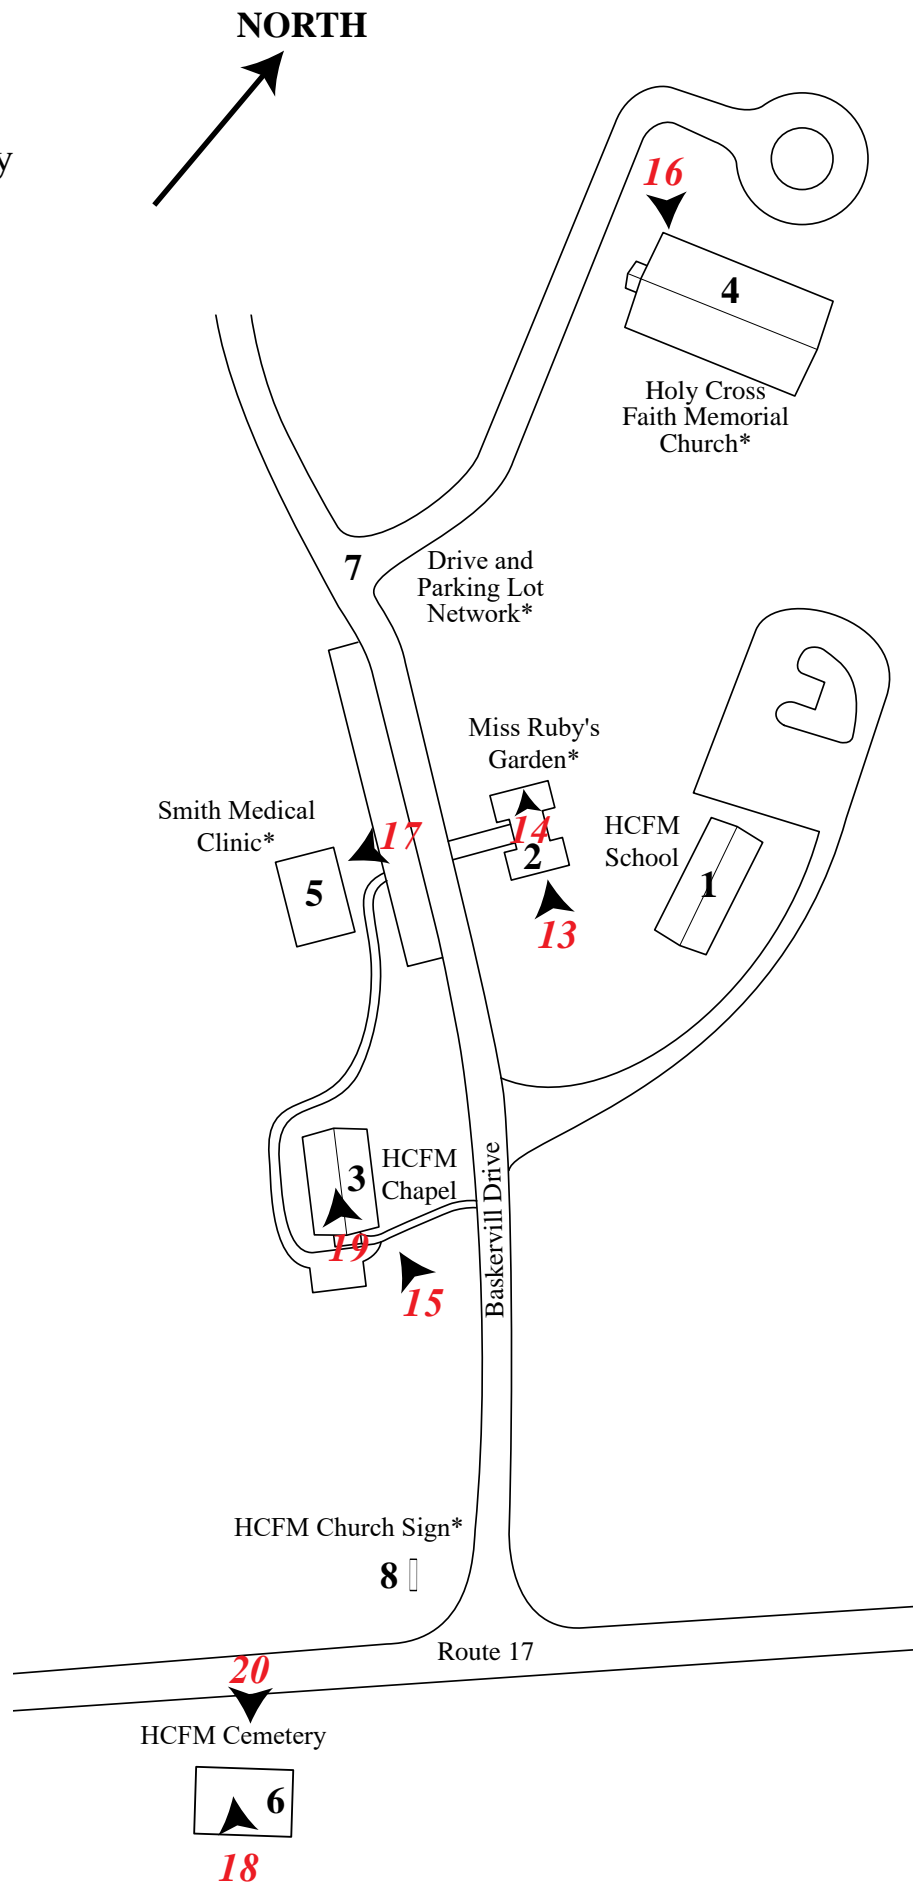 NORTH
y
16
4
Holy Cross
Faith Memorial
Church*
7
Drive and
Parking Lot
Network*
Miss Ruby's
Garden*
Smith Medical
Clinic*
17
14
HCFM
School
2
5
1
13
HCFM
Chapel
3
Baskervill Drive
19
15
HCFM Church Sign*
8
Route 17
20
HCFM Cemetery
6
18